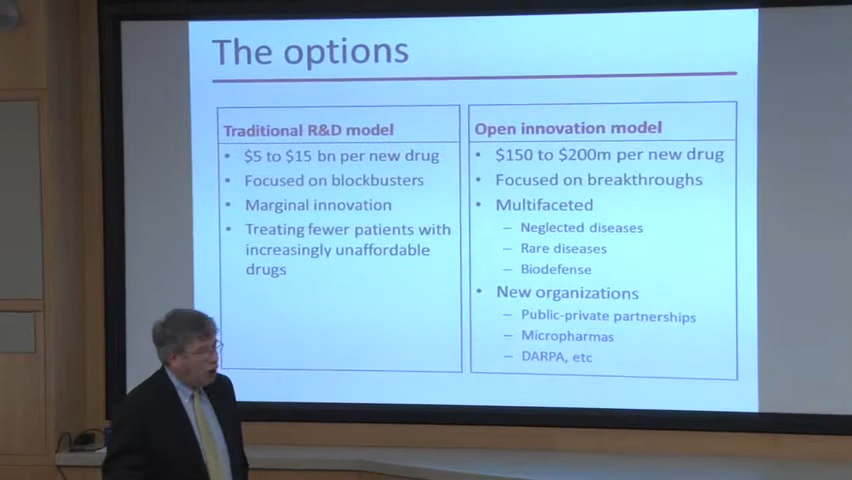 The options
Traditional R&D model
• $5 to $15 bn per new drug
• Focused on blockbusters
• Marginal innovation
• Treating fewer patients with
increasingly unaffordable
drugs
Open innovation model
• $150 to $200m per new drug
• Focused on breakthroughs
• Multifaceted
– Neglected diseases
– Rare diseases
– Biodefense
• New organizations
– Public-private partnerships
– Micropharmas
– DARPA, etc